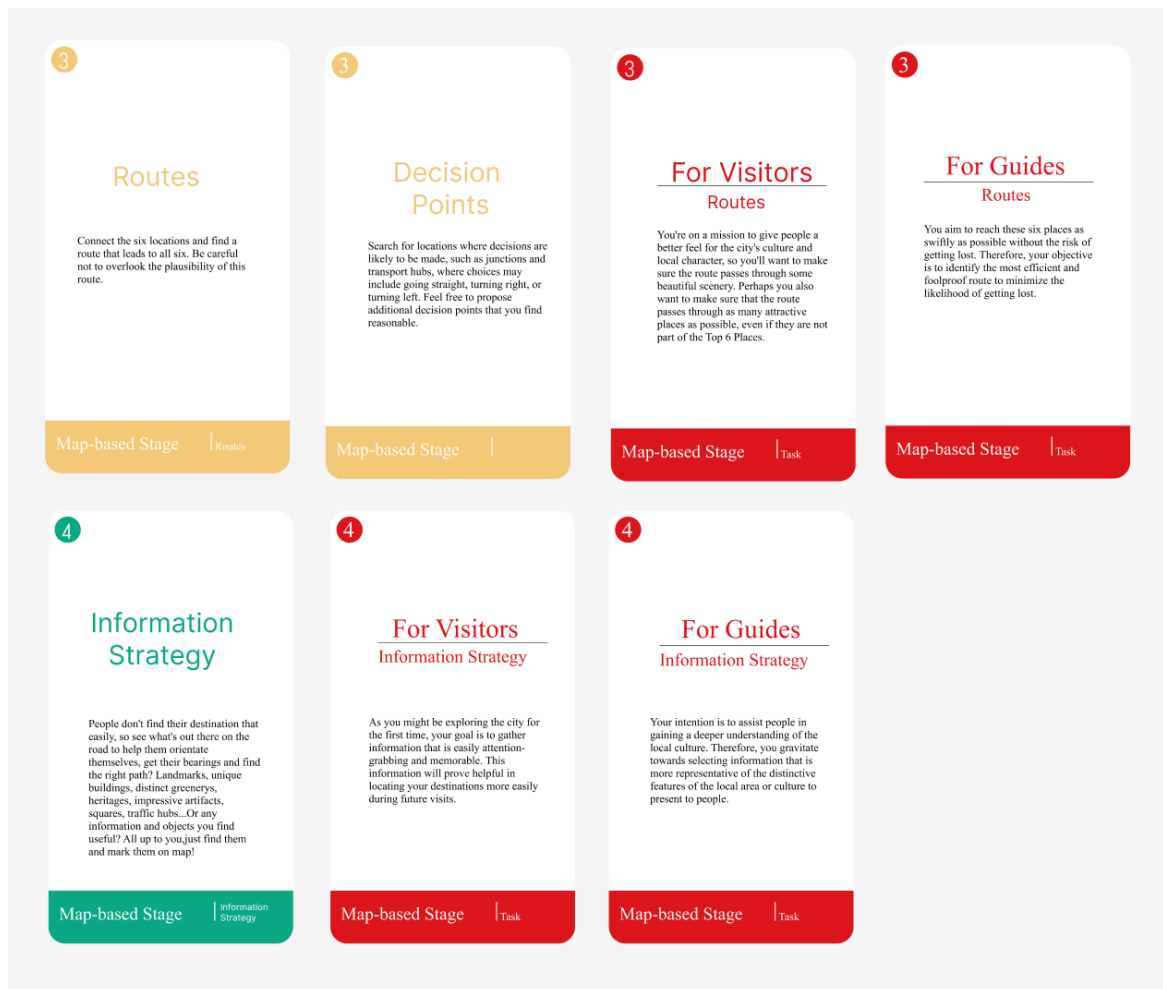 3
Routes
Connect the six locations and find a
route that leads to all six. Be careful
not to overlook the plausibility of this
route.
Map-based Stage
Routes
3
Decision
Points
Search for locations where decisions are
likely to be made, such as junctions and
transport hubs, where choices may
include going straight, turning right, or
turning left. Feel free to propose
additional decision points that you find
reasonable.
Map-based Stage
3
For Visitors
Routes
You're on a mission to give people a
better feel for the city's culture and
local character, so you'll want to make
sure the route passes through some
beautiful scenery. Perhaps you also
want to make sure that the route
passes through as many attractive
places as possible, even if they are not
part of the Top 6 Places.
Map-based Stage
Task
3
For Guides
Routes
You aim to reach these six places as
swiftly as possible without the risk of
getting lost. Therefore, your objective
is to identify the most efficient and
foolproof route to minimize the
likelihood of getting lost.
Map-based Stage
Task
4
Information
Strategy
People don't find their destination that
easily, so see what's out there on the
road to help them orientate
themselves, get their bearings and find
the right path? Landmarks, unique
buildings, distinct greenerys,
heritages, impressive artifacts,
squares, traffic hubs...Or any
information and objects you find
useful? All up to you,just find them
and mark them on map!
Map-based Stage
Information
Strategy
4
For Visitors
Information Strategy
As you might be exploring the city for
the first time, your goal is to gather
information that is easily attention-
grabbing and memorable. This
information will prove helpful in
locating your destinations more easily
during future visits.
Map-based Stage
Task
4
For Guides
Information Strategy
Your intention is to assist people in
gaining a deeper understanding of the
local culture. Therefore, you gravitate
towards selecting information that is
more representative of the distinctive
features of the local area or culture to
present to people.
Map-based Stage
Task